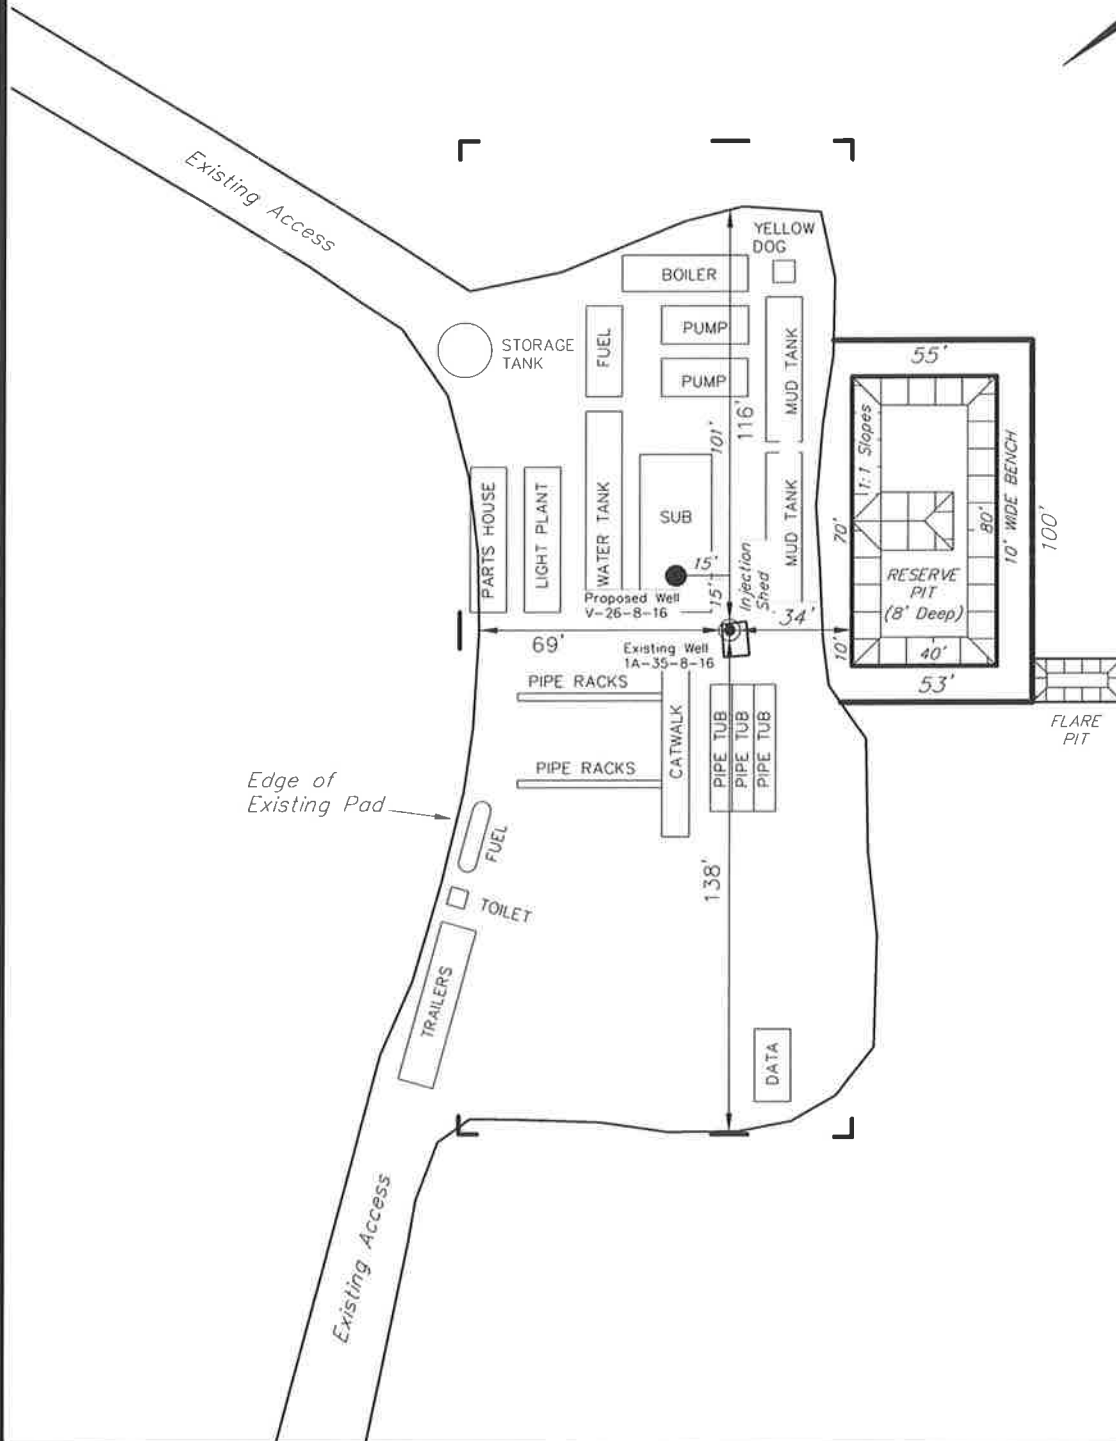 Existing Access
YELLOW
DOG
BOILER
STORAGE
TANK
FUEL
PUMP
PUMP
MUD TANK
116'
101'
55'
1:1 Slopes
10' WIDE BENCH
100'
80'
70'
RESERVE
PIT
(8' Deep)
10'
40'
53'
FLARE
PIT
PARTS HOUSE
LIGHT PLANT
WATER TANK
SUB
MUD TANK
15'
15'
Injection
Shed
Proposed Well
V-26-8-16
34'
69'
Existing Well
1A-35-8-16
PIPE RACKS
PIPE RACKS
CATWALK
PIPE TUB
PIPE TUB
PIPE TUB
Edge of
Existing Pad
FUEL
TOILET
138'
TRAILERS
DATA
Existing Access